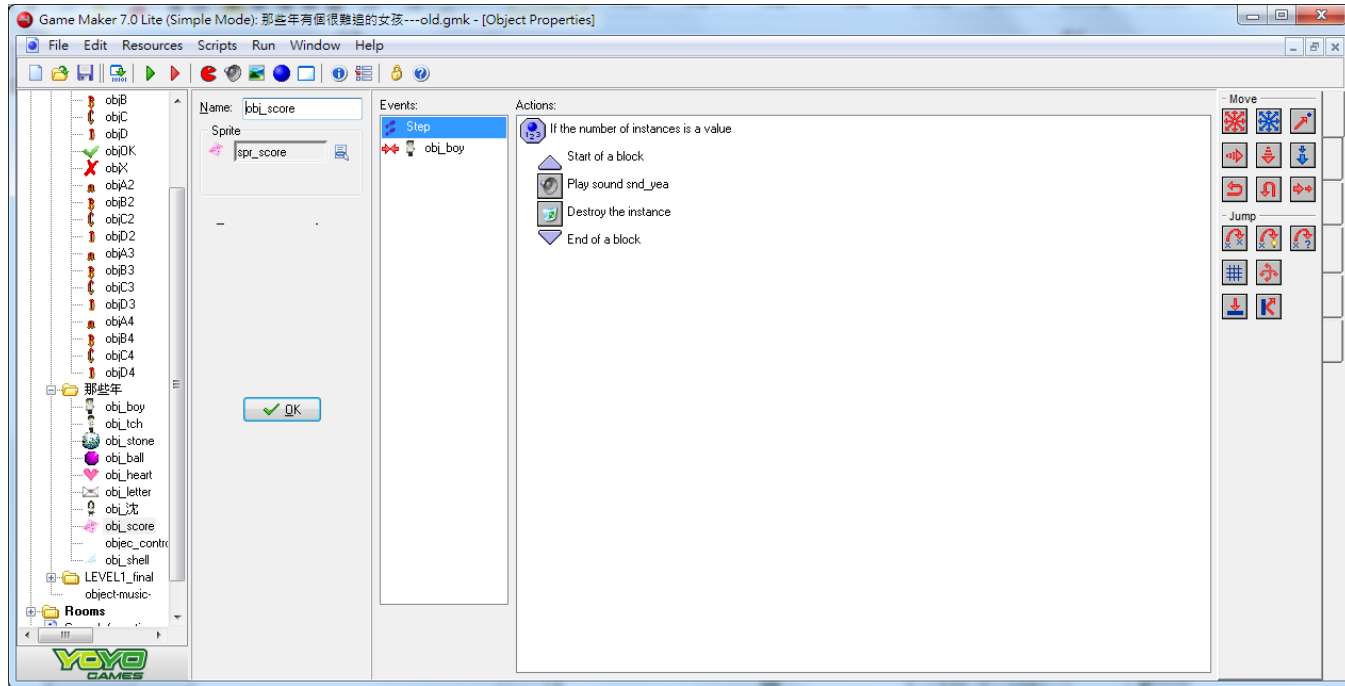 Game Maker 7.0 Lite (Simple Mode): 那些年有個很難追的女孩---old.gmk - [Object Properties]
File Edit Resources Scripts Run Window Help
objB
objC
objD
objOK
objX
objA2
objB2
objC2
objD2
objA3
objB3
objC3
objD3
objA4
objB4
objC4
objD4
那些年
obj_boy
obj_tch
obj_stone
obj_ball
obj_heart
obj_letter
obj_沈
obj_score
objec_contro
obj_shell
LEVEL1_final
object-music-
Rooms
YOYO
GAMES
Name: obj_score
Sprite
spr_score
OK
Events:
Step
obj_boy
Actions:
If the number of instances is a value
Start of a block
Play sound snd_yea
Destroy the instance
End of a block
Move
Jump